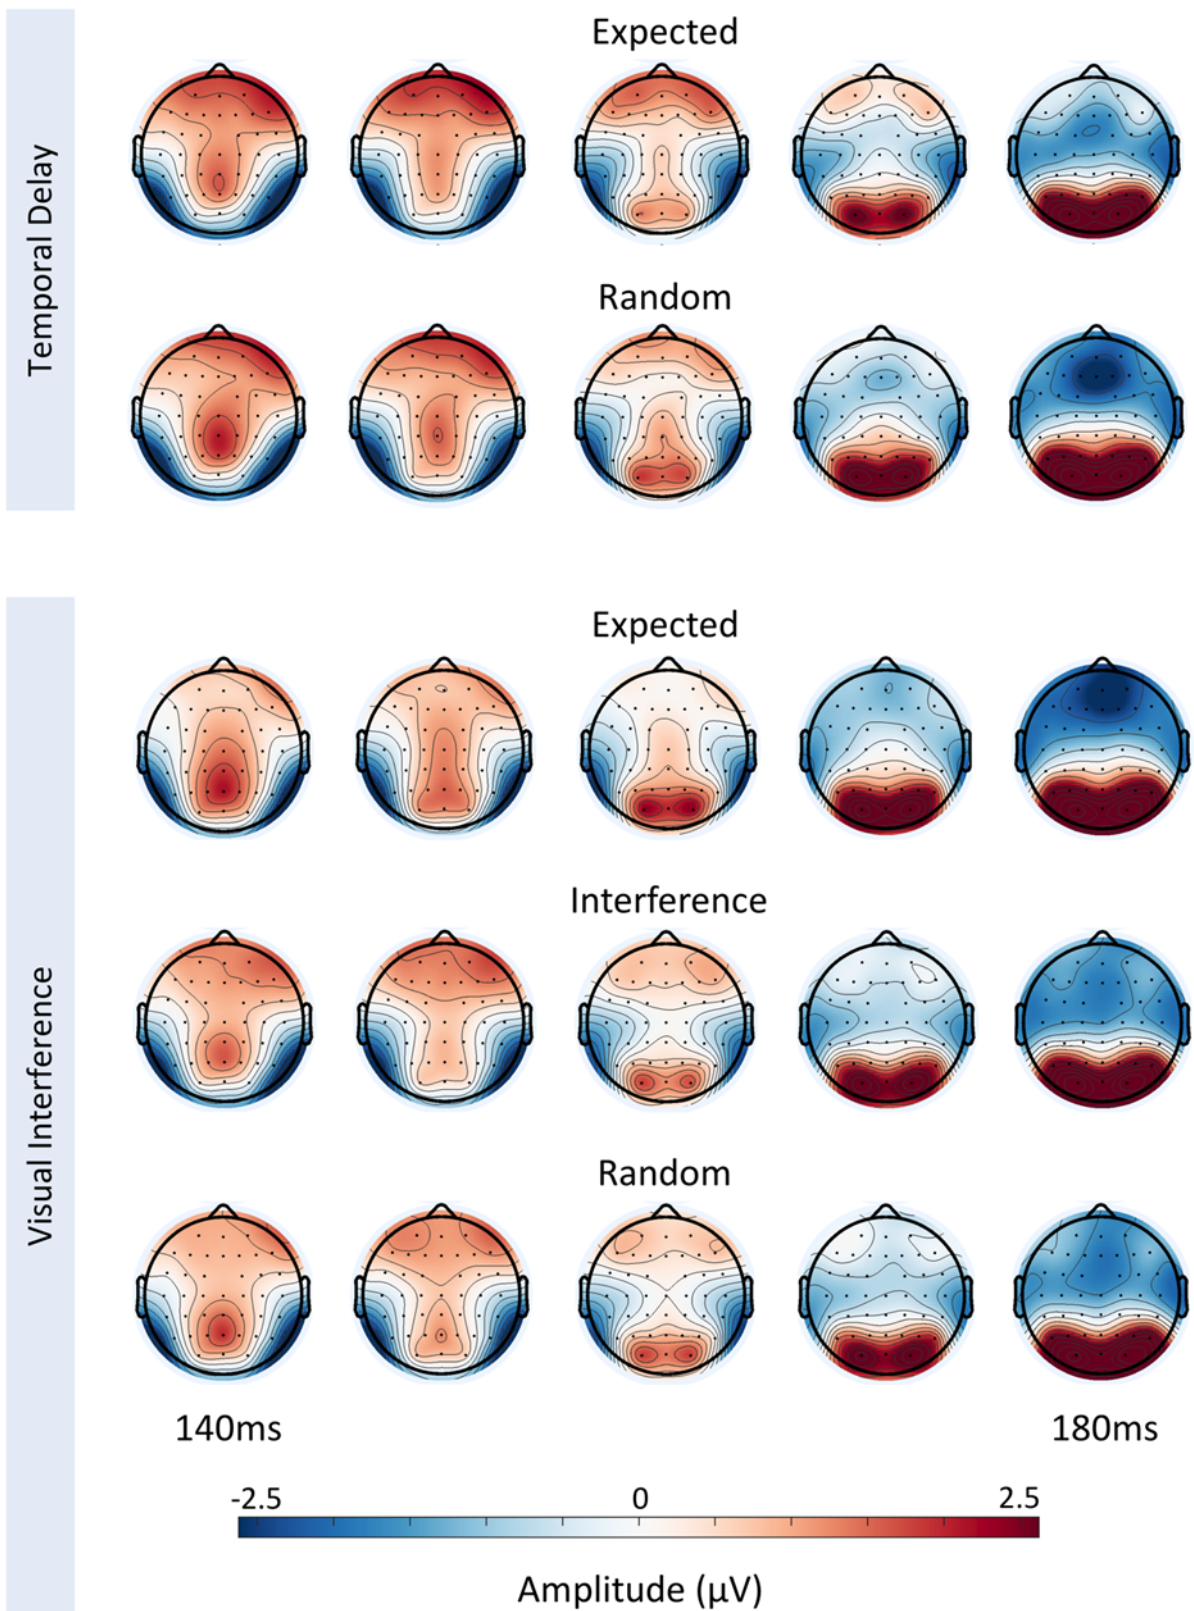 Temporal Delay
Expected
Random
Visual Interference
Expected
Interference
Random
140ms
180ms
-2.5
0
2.5
Amplitude (μV)